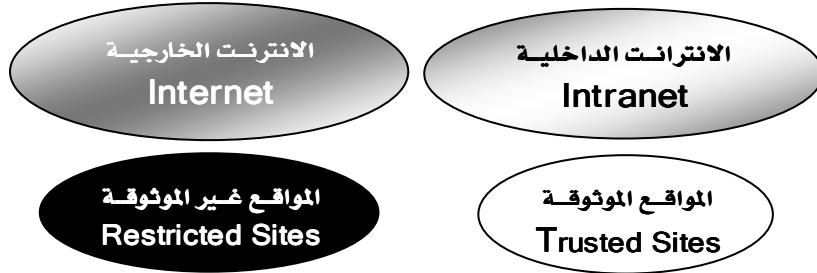 الانترانت الداخلية
Intranet
الانترنت الخارجية
Internet
المواقع الموثوقة
Trusted Sites
المواقع غير الموثوقة
Restricted Sites